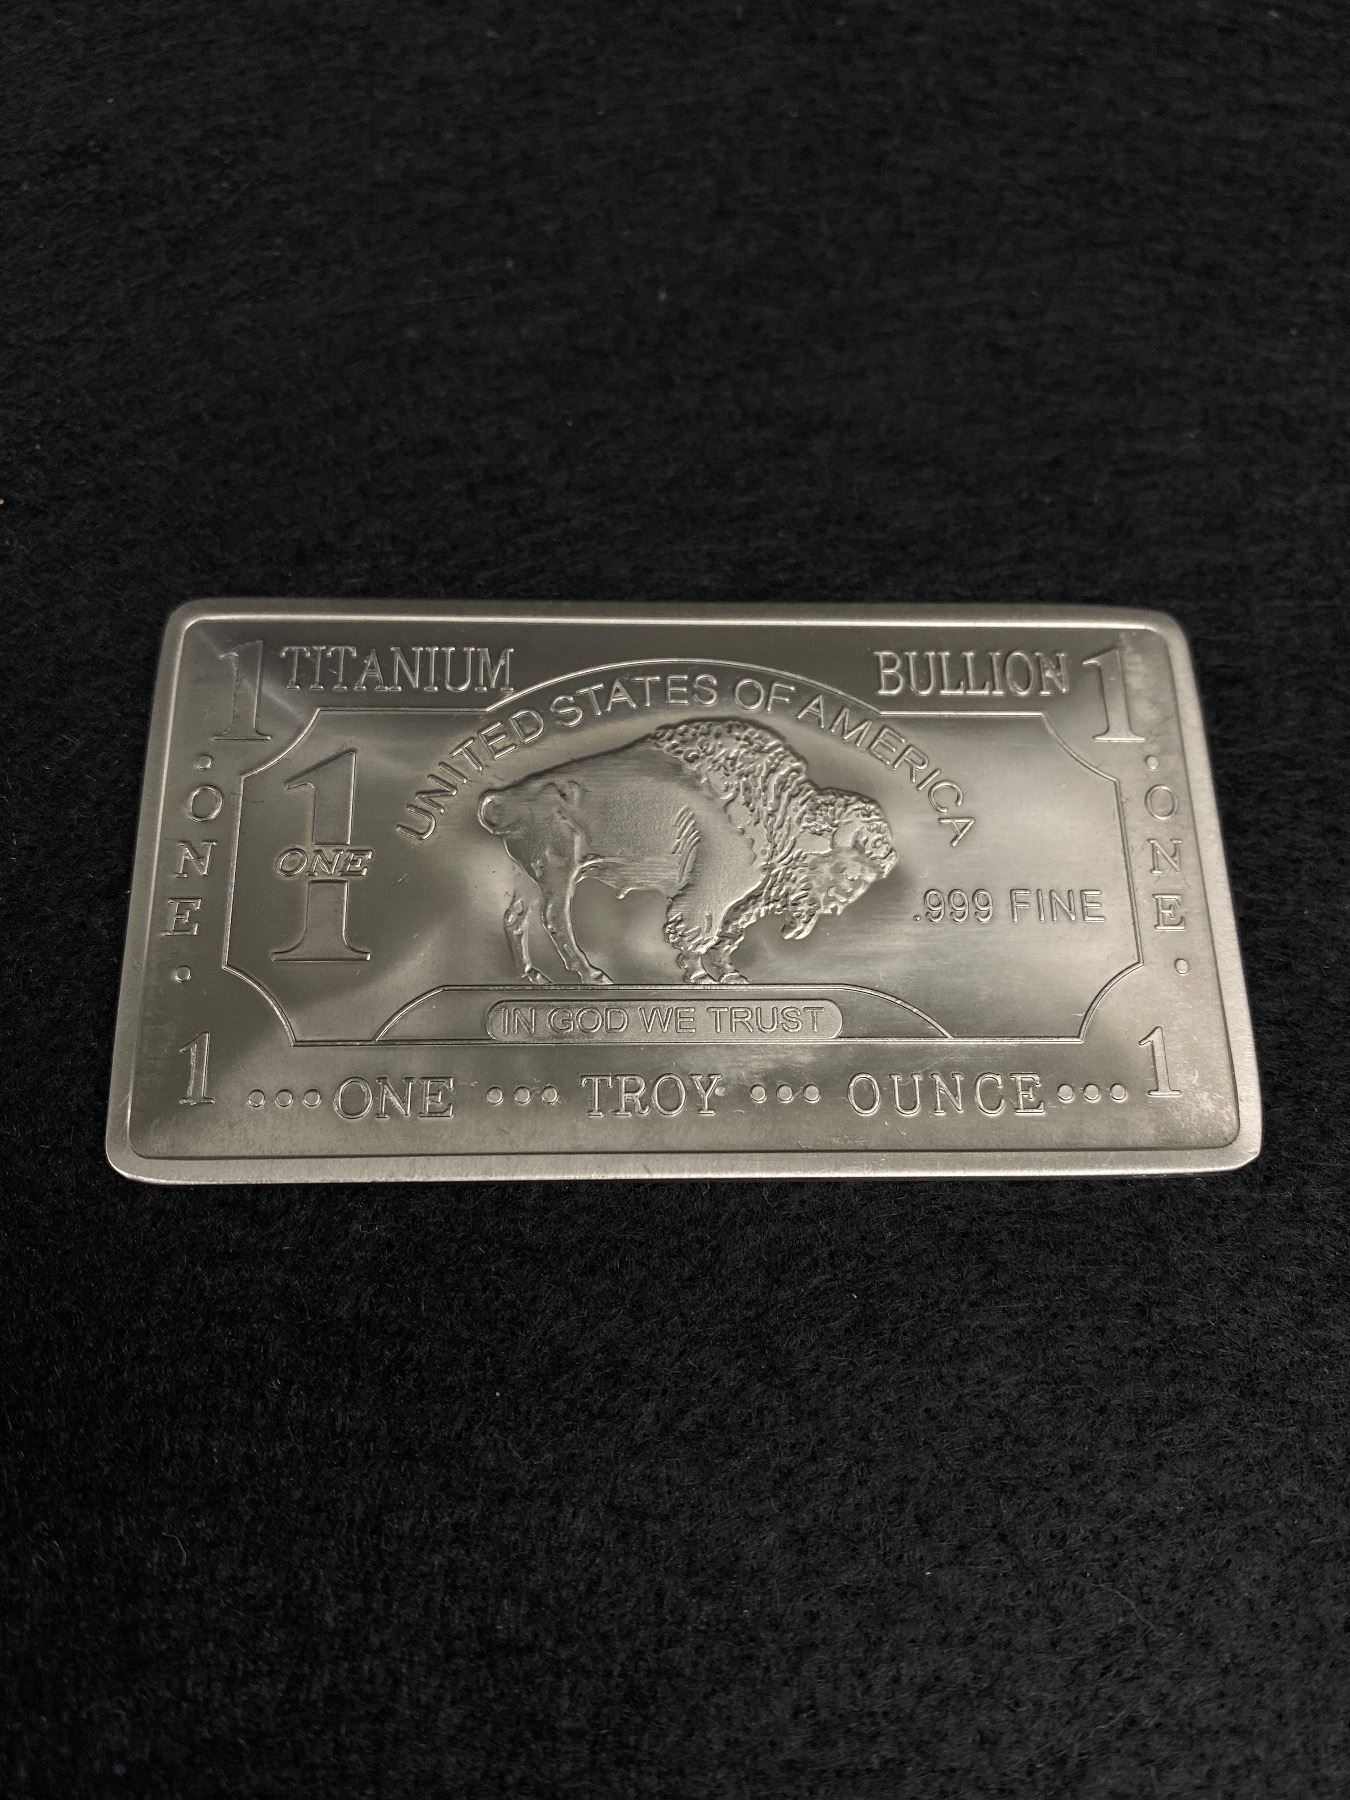 1 TITANIUM BULLION 1
UNITED STATES OF AMERICA
. ONE .
1
ONE
.999 FINE
. ONE .
IN GOD WE TRUST
1 ... ONE ... TROY ... OUNCE ... 1